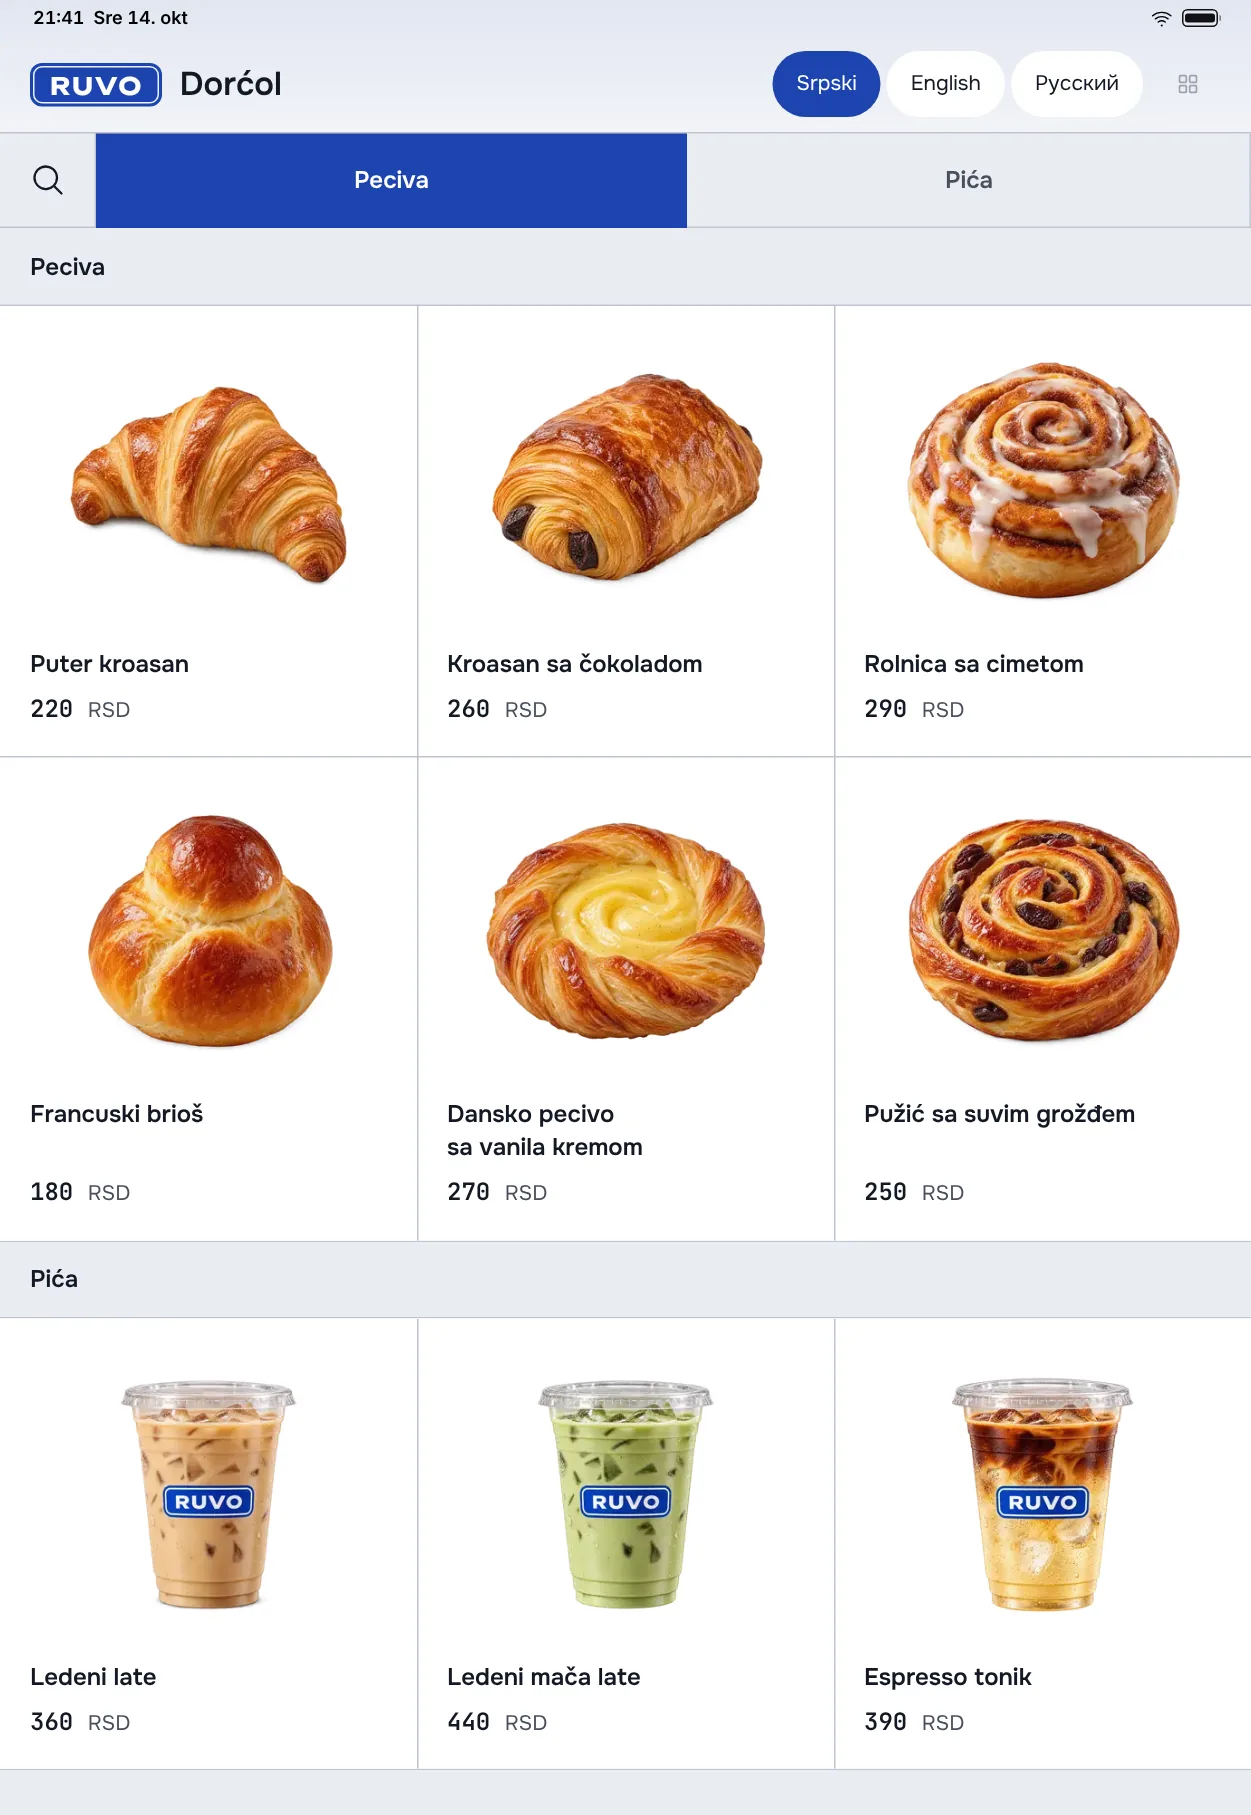 21:41 Sre 14. okt
RUVO Dorćol
Srpski English Русский
Peciva Pića
Peciva
Puter kroasan
220 RSD
Kroasan sa čokoladom
260 RSD
Rolnica sa cimetom
290 RSD
Francuski brioš
180 RSD
Dansko pecivo
sa vanila kremom
270 RSD
Pužić sa suvim grožđem
250 RSD
Pića
RUVO
Ledeni late
360 RSD
RUVO
Ledeni mača late
440 RSD
RUVO
Espresso tonik
390 RSD